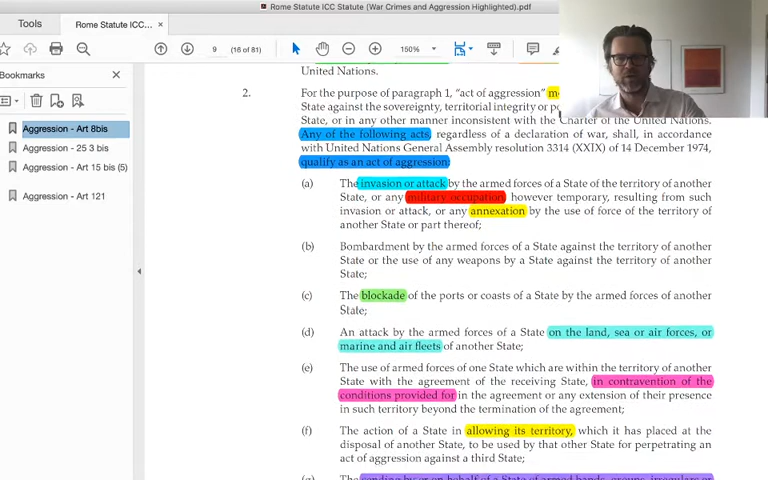 Rome Statute ICC Statute (War Crimes and Aggression Highlighted).pdf
Tools
Rome Statute ICC... ×
9 (16 of 81)
150%
Bookmarks
Aggression - Art 8bis
Aggression - 25 3 bis
Aggression - Art 15 bis (5)
Aggression - Art 121
United Nations.
2. For the purpose of paragraph 1, “act of aggression”
State against the sovereignty, territorial integrity or
State, or in any other manner inconsistent with the Charter of the United Nations.
Any of the following acts, regardless of a declaration of war, shall, in accordance
with United Nations General Assembly resolution 3314 (XXIX) of 14 December 1974,
qualify as an act of aggression:
(a) The invasion or attack by the armed forces of a State of the territory of another
State, or any military occupation, however temporary, resulting from such
invasion or attack, or any annexation by the use of force of the territory of
another State or part thereof;
(b) Bombardment by the armed forces of a State against the territory of another
State or the use of any weapons by a State against the territory of another
State;
(c) The blockade of the ports or coasts of a State by the armed forces of another
State;
(d) An attack by the armed forces of a State on the land, sea or air forces, or
marine and air fleets of another State;
(e) The use of armed forces of one State which are within the territory of another
State with the agreement of the receiving State, in contravention of the
conditions provided for in the agreement or any extension of their presence
in such territory beyond the termination of the agreement;
(f) The action of a State in allowing its territory, which it has placed at the
disposal of another State, to be used by that other State for perpetrating an
act of aggression against a third State;
(g) The sending by or on behalf of a State of armed bands, groups, irregulars or